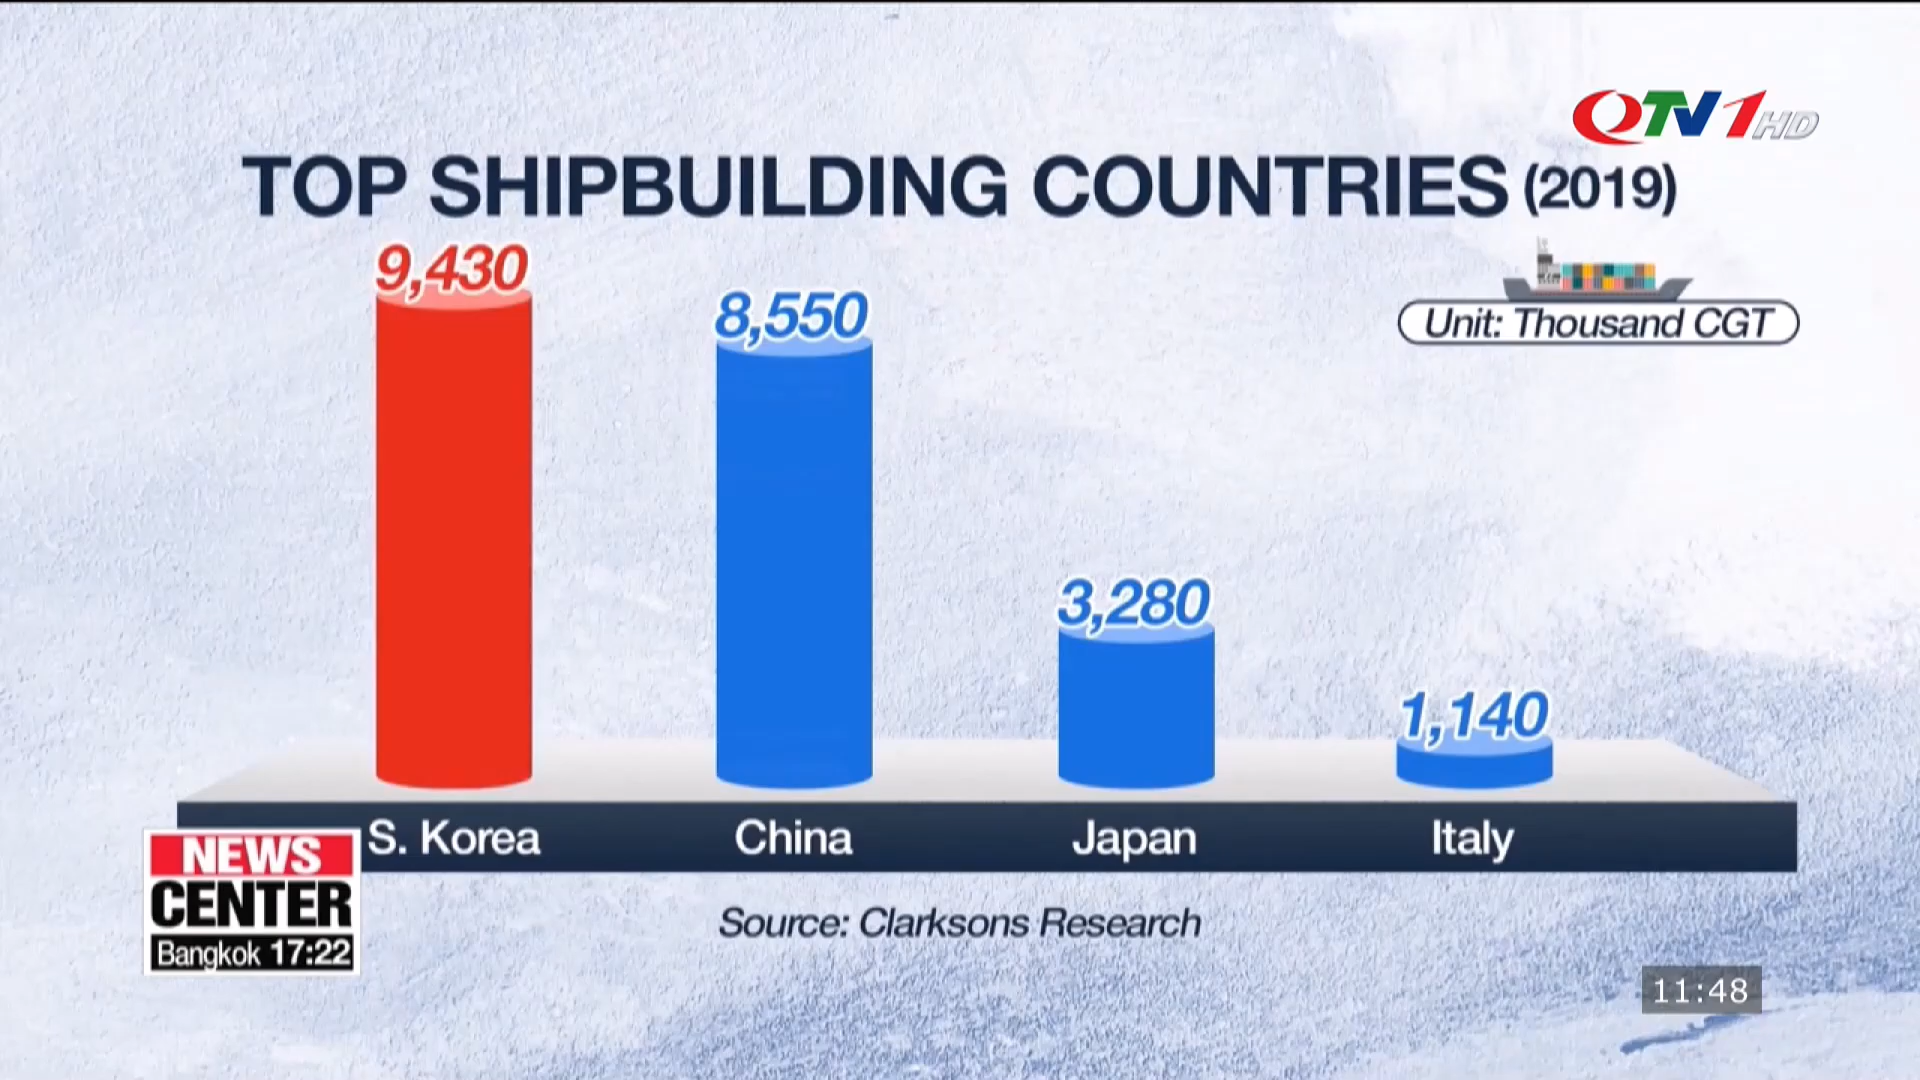 QTV1HD
TOP SHIPBUILDING COUNTRIES (2019)
Unit: Thousand CGT
9,430
8,550
3,280
1,140
S. Korea
China
Japan
Italy
NEWS
CENTER
Bangkok 17:22
Source: Clarksons Research
11:48